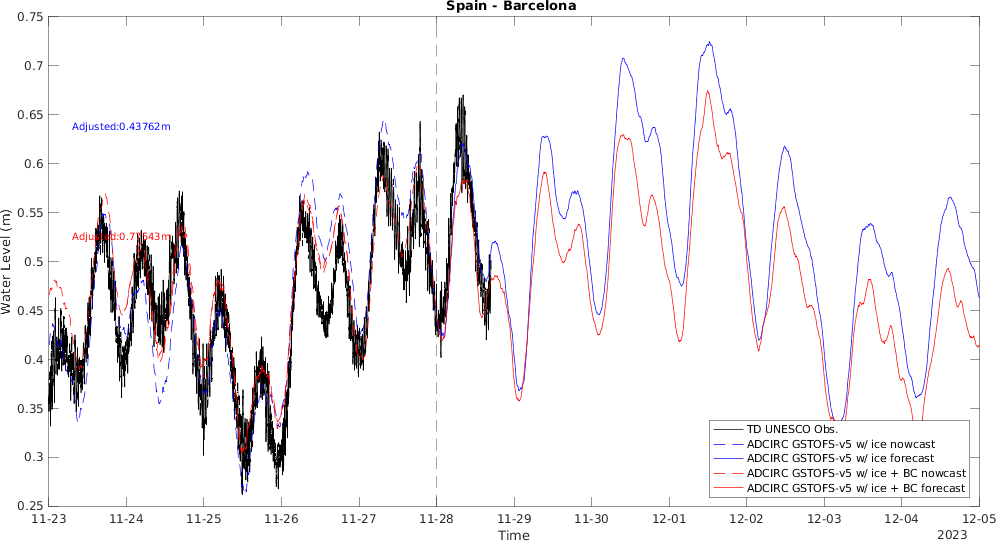 Spain - Barcelona
Water Level (m)
0.75
0.7
0.65
0.6
0.55
0.5
0.45
0.4
0.35
0.3
0.25
Adjusted:0.43762m
Adjusted:0.77643m
TD UNESCO Obs.
ADCIRC GSTOFS-v5 w/ ice nowcast
ADCIRC GSTOFS-v5 w/ ice forecast
ADCIRC GSTOFS-v5 w/ ice + BC nowcast
ADCIRC GSTOFS-v5 w/ ice + BC forecast
11-23 11-24 11-25 11-26 11-27 11-28 11-29 11-30 12-01 12-02 12-03 12-04 12-05
Time
2023